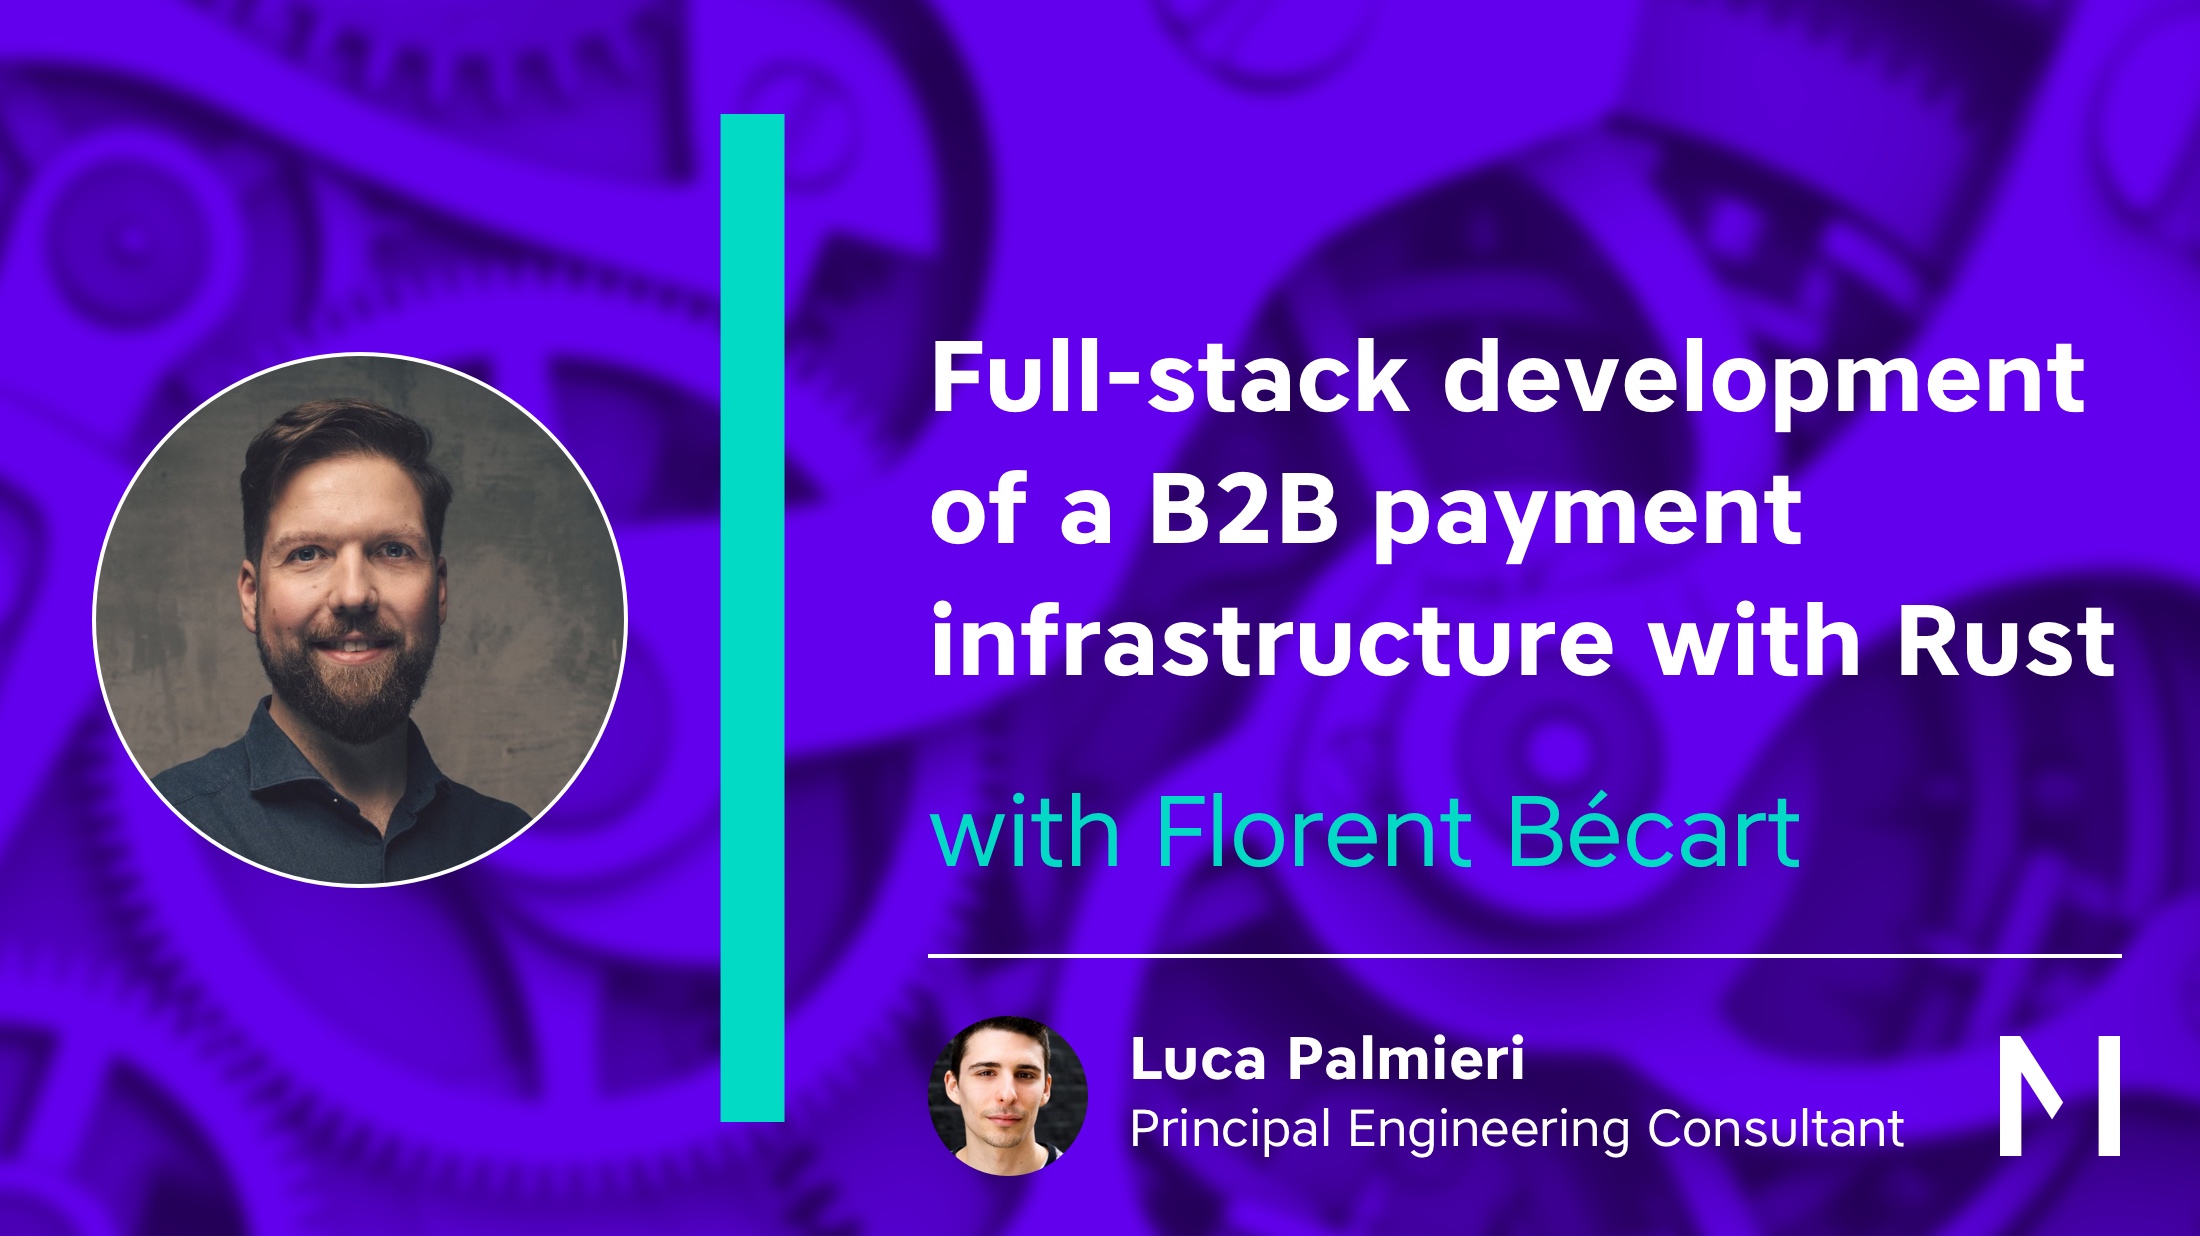 Full-stack development
of a B2B payment
infrastructure with Rust
with Florent Bécart
Luca Palmieri
Principal Engineering Consultant